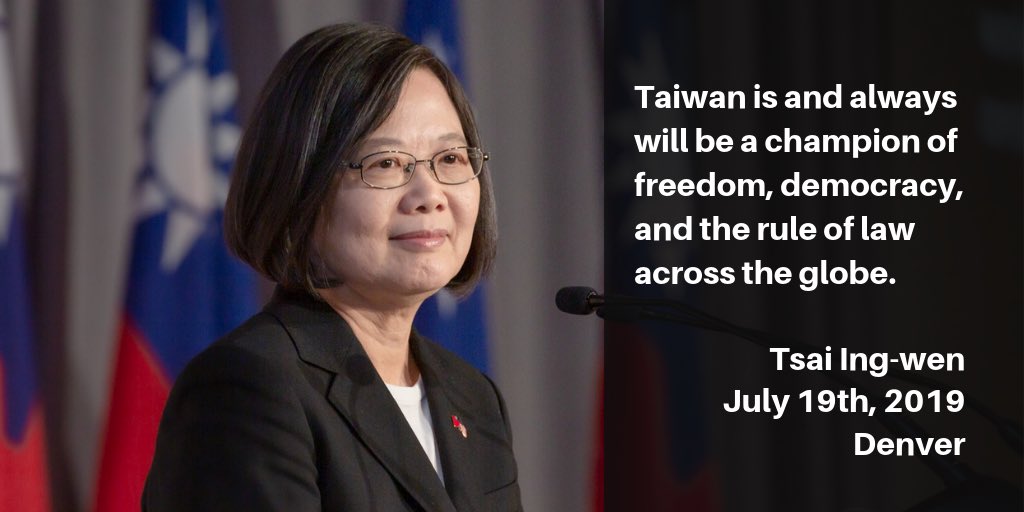 Taiwan is and always
will be a champion of
freedom, democracy,
and the rule of law
across the globe.
Tsai Ing-wen
July 19th, 2019
Denver